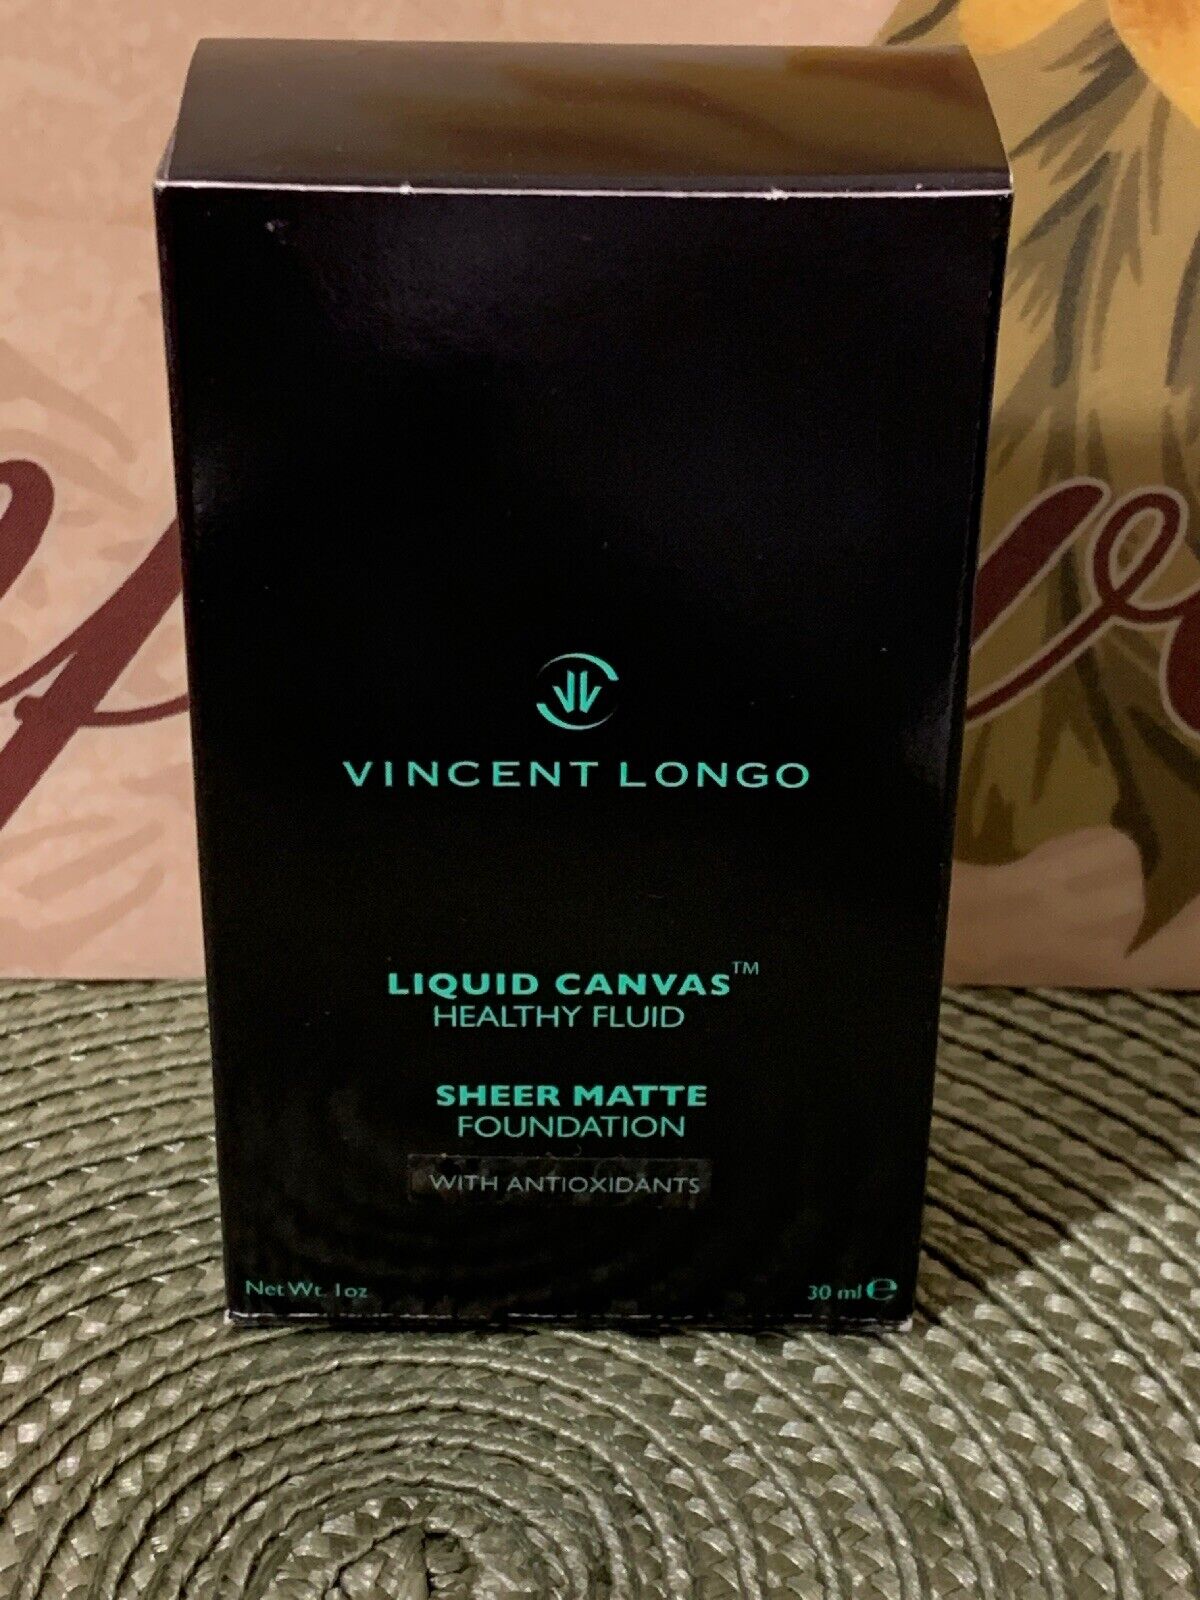 VINCENT LONGO
LIQUID CANVAS™
HEALTHY FLUID
SHEER MATTE
FOUNDATION
WITH ANTIOXIDANTS
Net Wt. 1oz
30 ml ℮